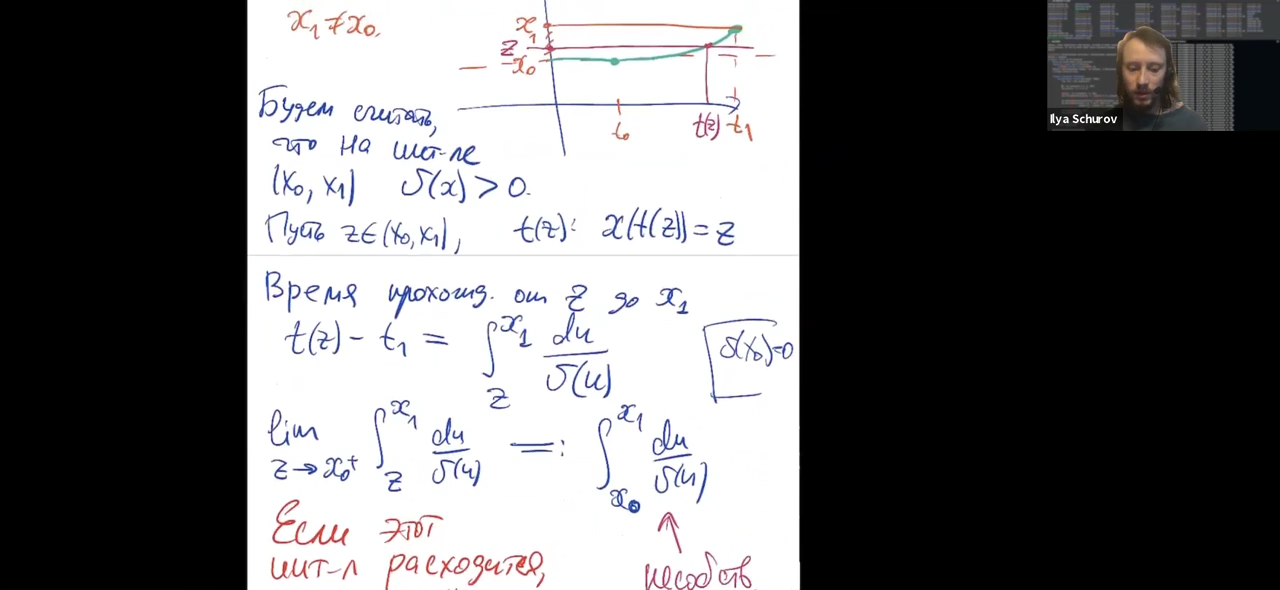 x₁ ≠ x₀.
x₁
z
x₀
t₀ t(z) t₁
Будем считать,
что на инт-ле
(x₀, x₁) v(x) > 0.
Пусть z∈(x₀, x₁), t(z): x(t(z)) = z
Время прохожд. от z до x₁
t(z) − t₁ = ∫_z^{x₁} du/v(u)
v(x₀)=0
lim_{z→x₀+} ∫_z^{x₁} du/v(u) =: ∫_{x₀}^{x₁} du/v(u)
Если этот
инт-л расходится,
несобств.
Ilya Schurov